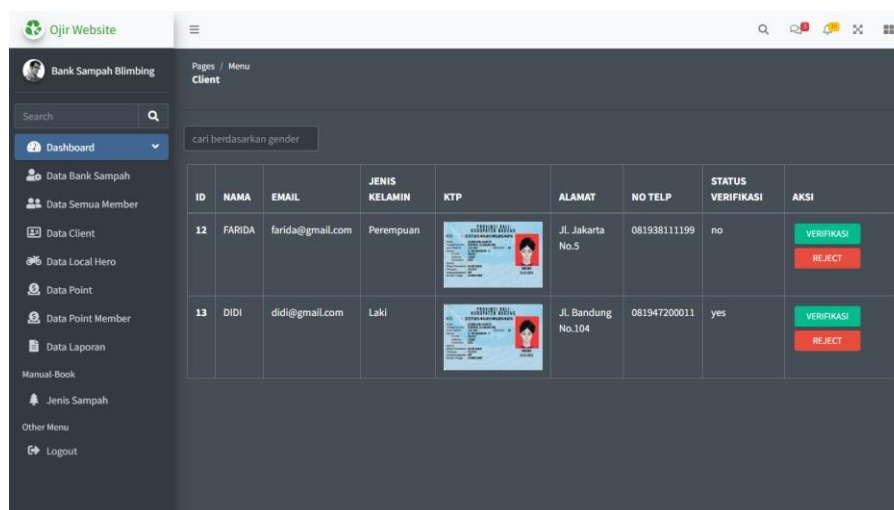 Ojir Website
Bank Sampah Blimbing
Pages / Menu
Client
Search
cari berdasarkan gender
Dashboard
Data Bank Sampah
Data Semua Member
Data Client
Data Local Hero
Data Point
Data Point Member
Data Laporan
Manual-Book
Jenis Sampah
Other Menu
Logout
ID NAMA EMAIL JENIS KELAMIN KTP ALAMAT NO TELP STATUS VERIFIKASI AKSI
12 FARIDA farida@gmail.com Perempuan Jl. Jakarta No.5 081938111199 no VERIFIKASI
REJECT
13 DIDI didi@gmail.com Laki Jl. Bandung No.104 081947200011 yes VERIFIKASI
REJECT